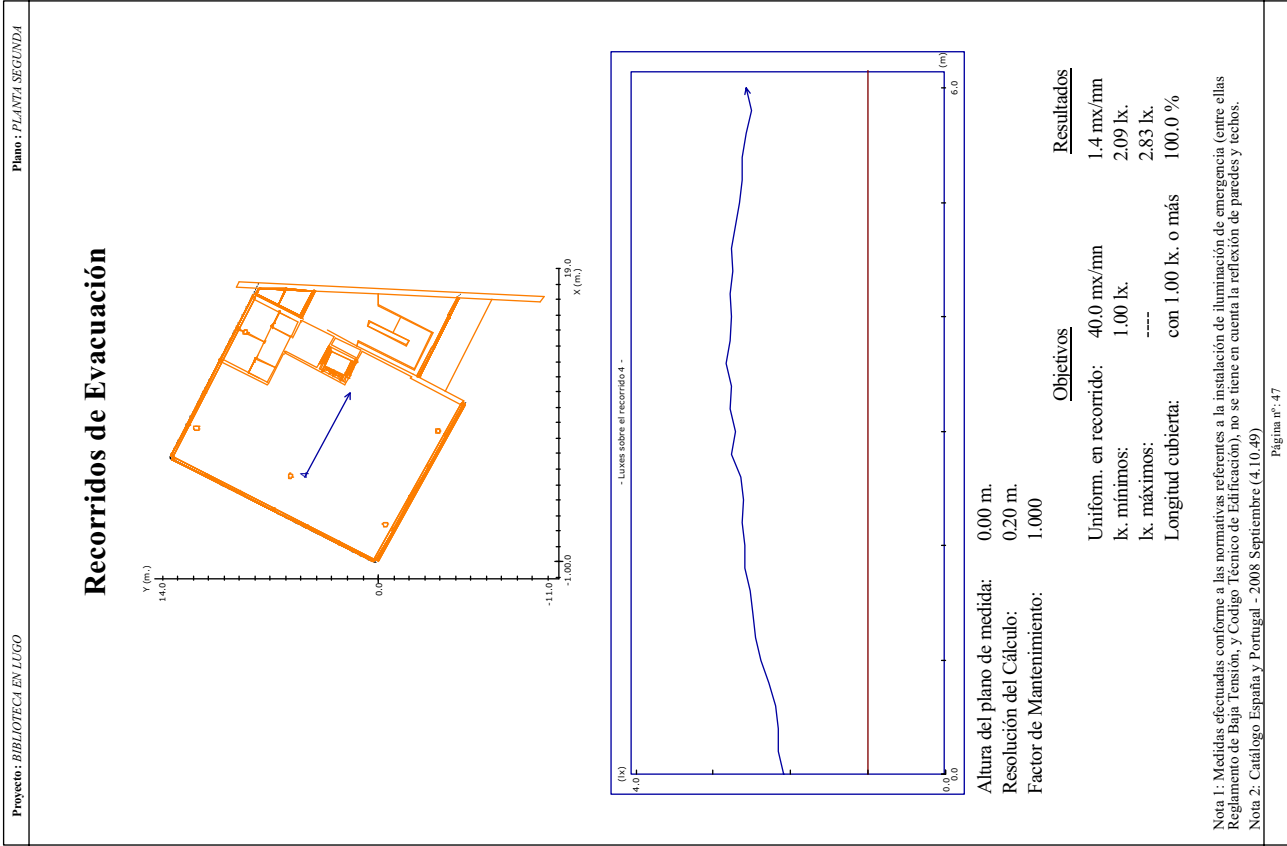 Proyecto : BIBLIOTECA EN LUGO
Plano : PLANTA SEGUNDA
Recorridos de Evacuación
Y (m.)
14.0
0.0
-11.0
-1.00.0
19.0
X (m.)
- Luxes sobre el recorrido 4 -
(lx)
4.0
0.0
0.0
6.0
(m)
Altura del plano de medida: 0.00 m.
Resolución del Cálculo: 0.20 m.
Factor de Mantenimiento: 1.000
Objetivos Resultados
Uniform. en recorrido: 40.0 mx/mn 1.4 mx/mn
lx. mínimos: 1.00 lx. 2.09 lx.
lx. máximos: ---- 2.83 lx.
Longitud cubierta: con 1.00 lx. o más 100.0 %
Nota 1: Medidas efectuadas conforme a las normativas referentes a la instalación de iluminación de emergencia (entre ellas
Reglamento de Baja Tensión, y Codigo Técnico de Edificación), no se tiene en cuenta la reflexión de paredes y techos.
Nota 2: Catálogo España y Portugal - 2008 Septiembre (4.10.49)
Página nº: 47